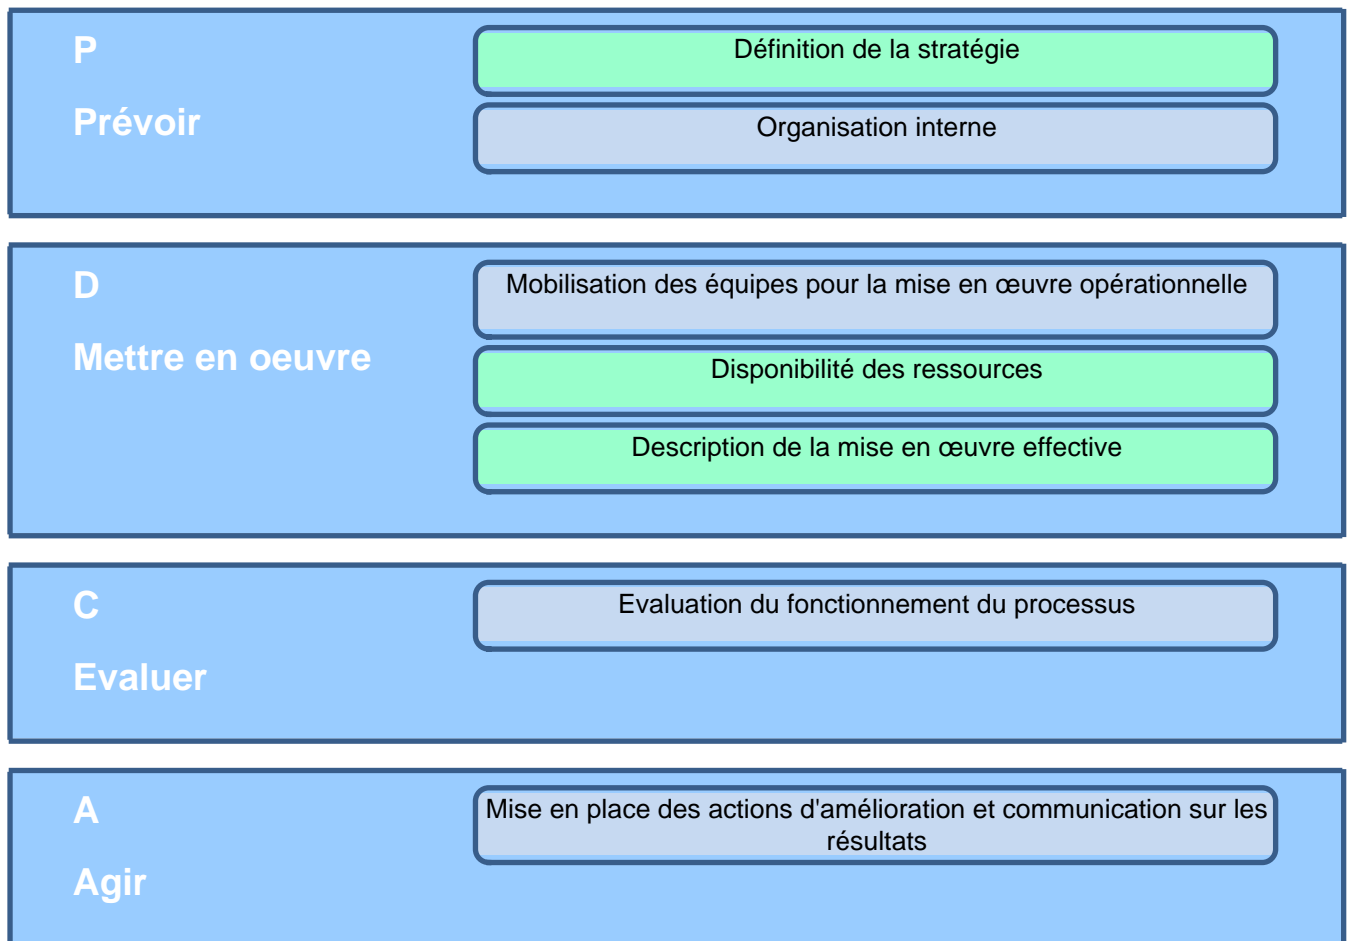 P
Prévoir
Définition de la stratégie
Organisation interne
D
Mettre en oeuvre
Mobilisation des équipes pour la mise en œuvre opérationnelle
Disponibilité des ressources
Description de la mise en œuvre effective
C
Evaluer
Evaluation du fonctionnement du processus
A
Agir
Mise en place des actions d'amélioration et communication sur les
résultats